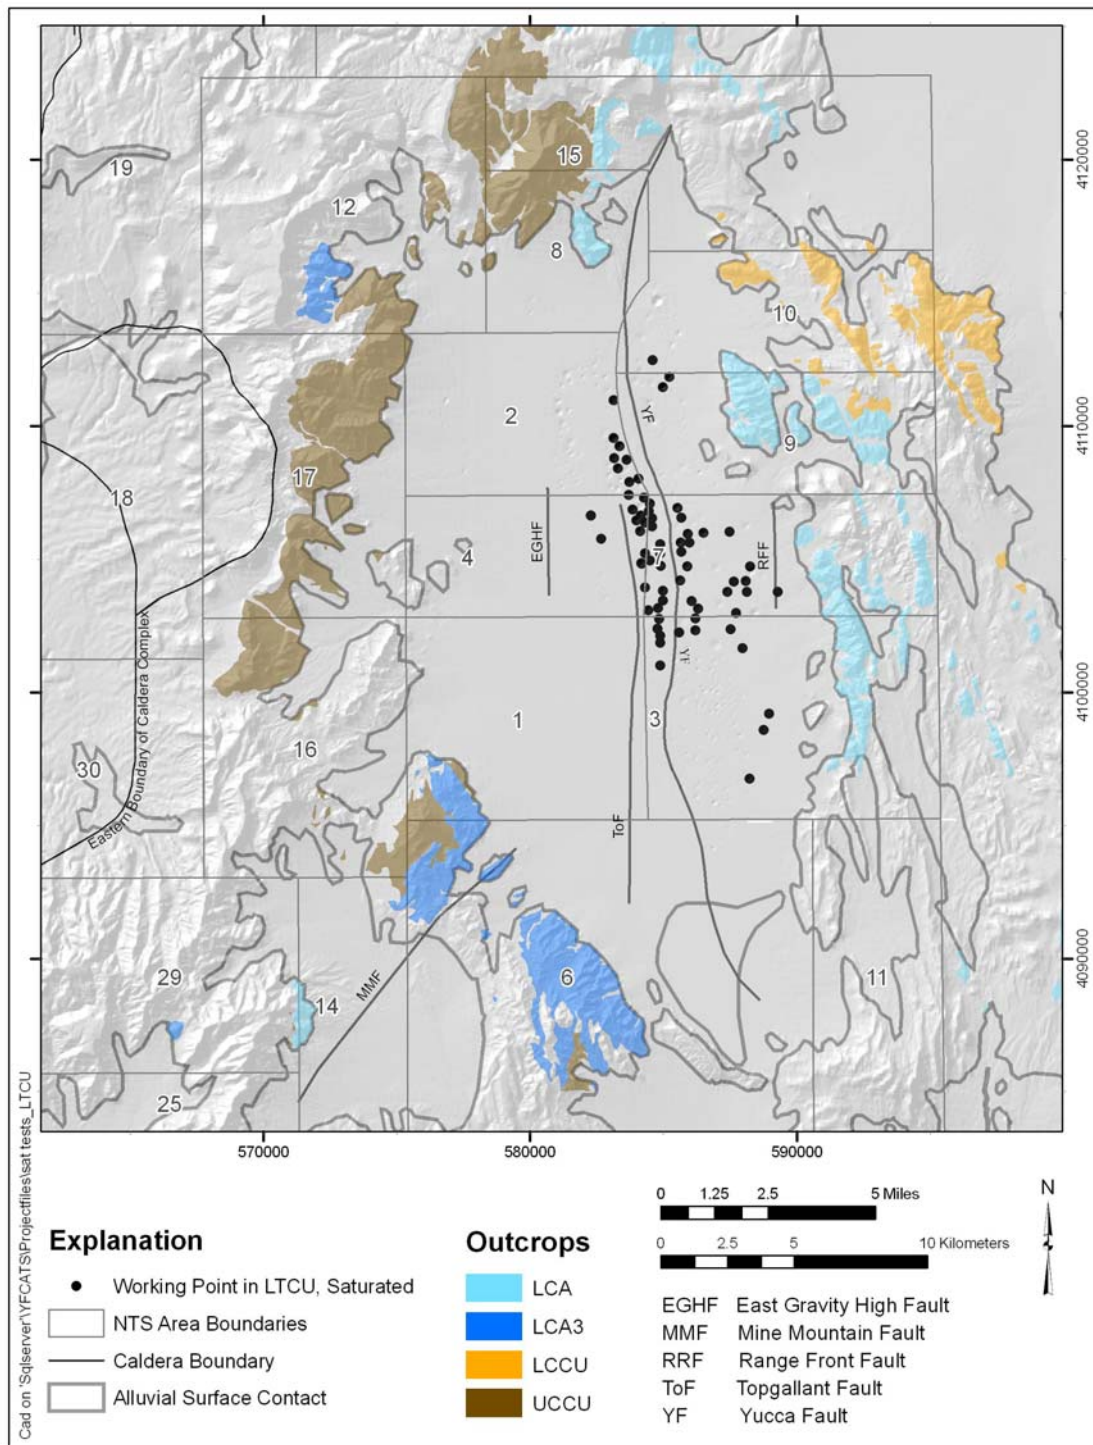 19
15
12
8
4120000
10
2
YF
9
4110000
17
18
EGHF
4
7
RFF
YF
4100000
1
3
16
30
Eastern Boundary of Caldera Complex
ToF
6
4090000
29
14
MMF
11
25
570000
580000
590000
Cad on 'Sqlserver'\YFCATS\Projectfiles\sat tests_LTCU
Explanation
Working Point in LTCU, Saturated
NTS Area Boundaries
Caldera Boundary
Alluvial Surface Contact
Outcrops
LCA
LCA3
LCCU
UCCU
0 1.25 2.5 5 Miles
0 2.5 5 10 Kilometers
N
EGHF East Gravity High Fault
MMF Mine Mountain Fault
RRF Range Front Fault
ToF Topgallant Fault
YF Yucca Fault